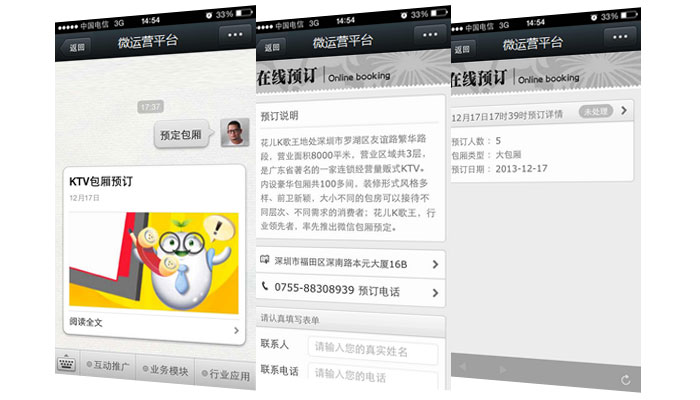 中国电信 3G 14:54 33%
返回 微运营平台
17:37
预定包厢
KTV包厢预订
12月17日
阅读全文
互动推广 业务模块 行业应用
中国电信 3G 14:54 33%
返回 微运营平台
在线预订 Online booking
预订说明
花儿K歌王地处深圳市罗湖区友谊路繁华路
段，营业面积8000平米，营业区域共3层，
是广东省著名的一家连锁经营量贩式KTV。
内设豪华包厢共100多间，装修形式风格多
样、前卫新颖，大小不同的包房可以接待不
同层次、不同需求的消费者；花儿K歌王，行
业领先者，率先推出微信包厢预定。
深圳市福田区深南路本元大厦16B
0755-88308939 预订电话
请认真填写表单
联系人 请输入您的真实姓名
联系电话 请输入您的电话
中国电信 3G 14:54 33%
返回 微运营平台
在线预订 Online booking
12月17日17时39时预订详情 未处理
预订人数： 5
包厢类型： 大包厢
预订日期： 2013-12-17